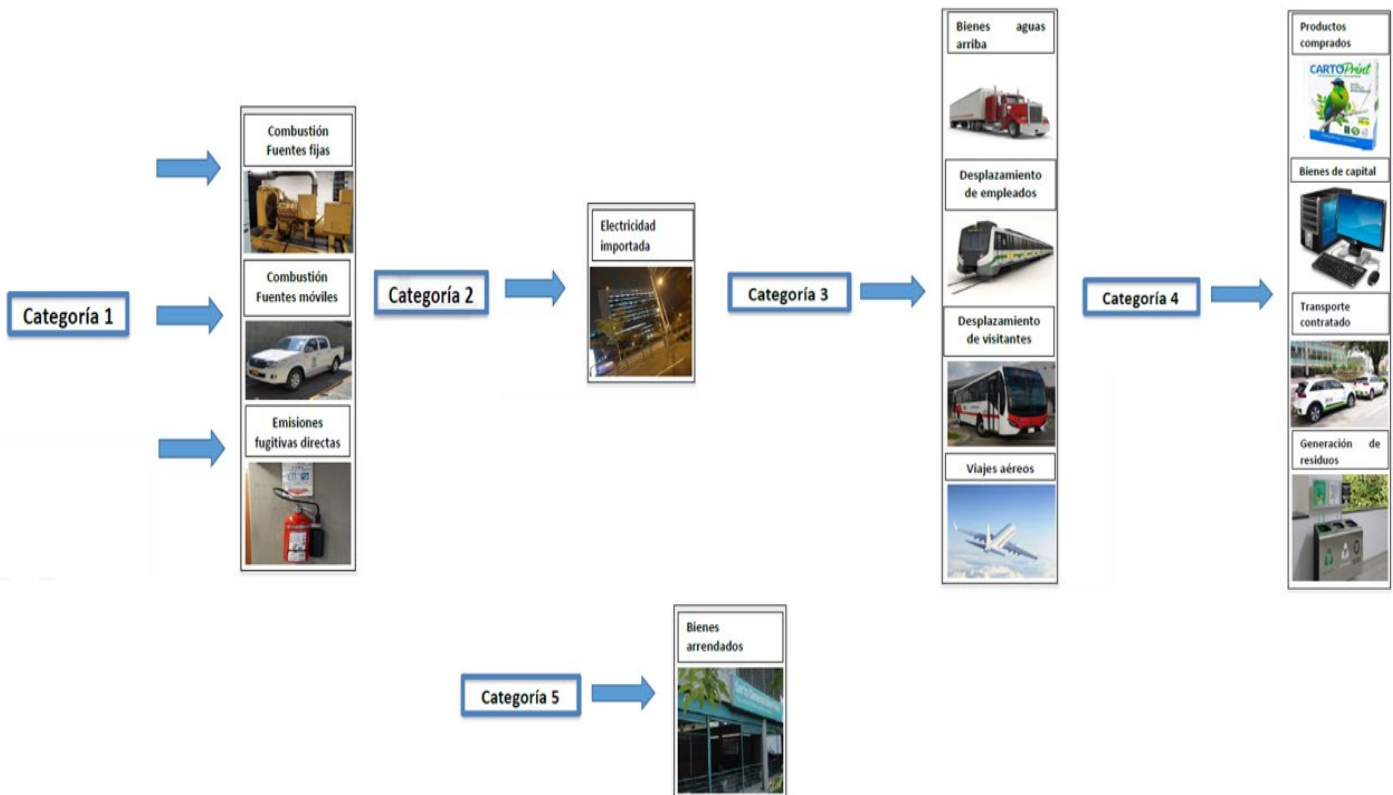 Categoría 1
Combustión
Fuentes fijas
Combustión
Fuentes móviles
Emisiones
fugitivas directas
Categoría 2
Electricidad
importada
Categoría 3
Bienes aguas
arriba
Desplazamiento
de empleados
Desplazamiento
de visitantes
Viajes aéreos
Categoría 4
Productos
comprados
CARTOPrint
Bienes de capital
Transporte
contratado
Generación de
residuos
Categoría 5
Bienes
arrendados